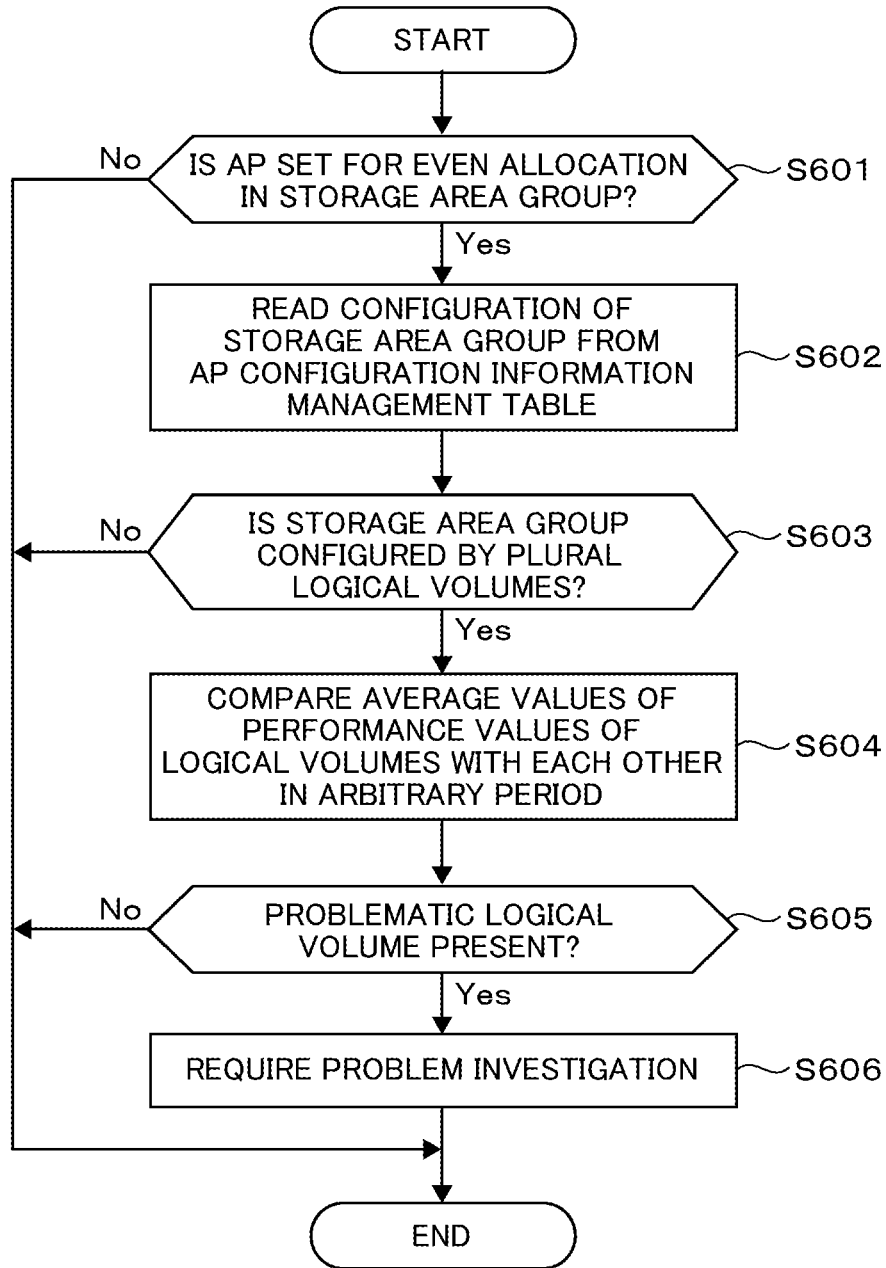 START
No
IS AP SET FOR EVEN ALLOCATION
IN STORAGE AREA GROUP?
S601
Yes
READ CONFIGURATION OF
STORAGE AREA GROUP FROM
AP CONFIGURATION INFORMATION
MANAGEMENT TABLE
S602
No
IS STORAGE AREA GROUP
CONFIGURED BY PLURAL
LOGICAL VOLUMES?
S603
Yes
COMPARE AVERAGE VALUES OF
PERFORMANCE VALUES OF
LOGICAL VOLUMES WITH EACH OTHER
IN ARBITRARY PERIOD
S604
No
PROBLEMATIC LOGICAL
VOLUME PRESENT?
S605
Yes
REQUIRE PROBLEM INVESTIGATION
S606
END